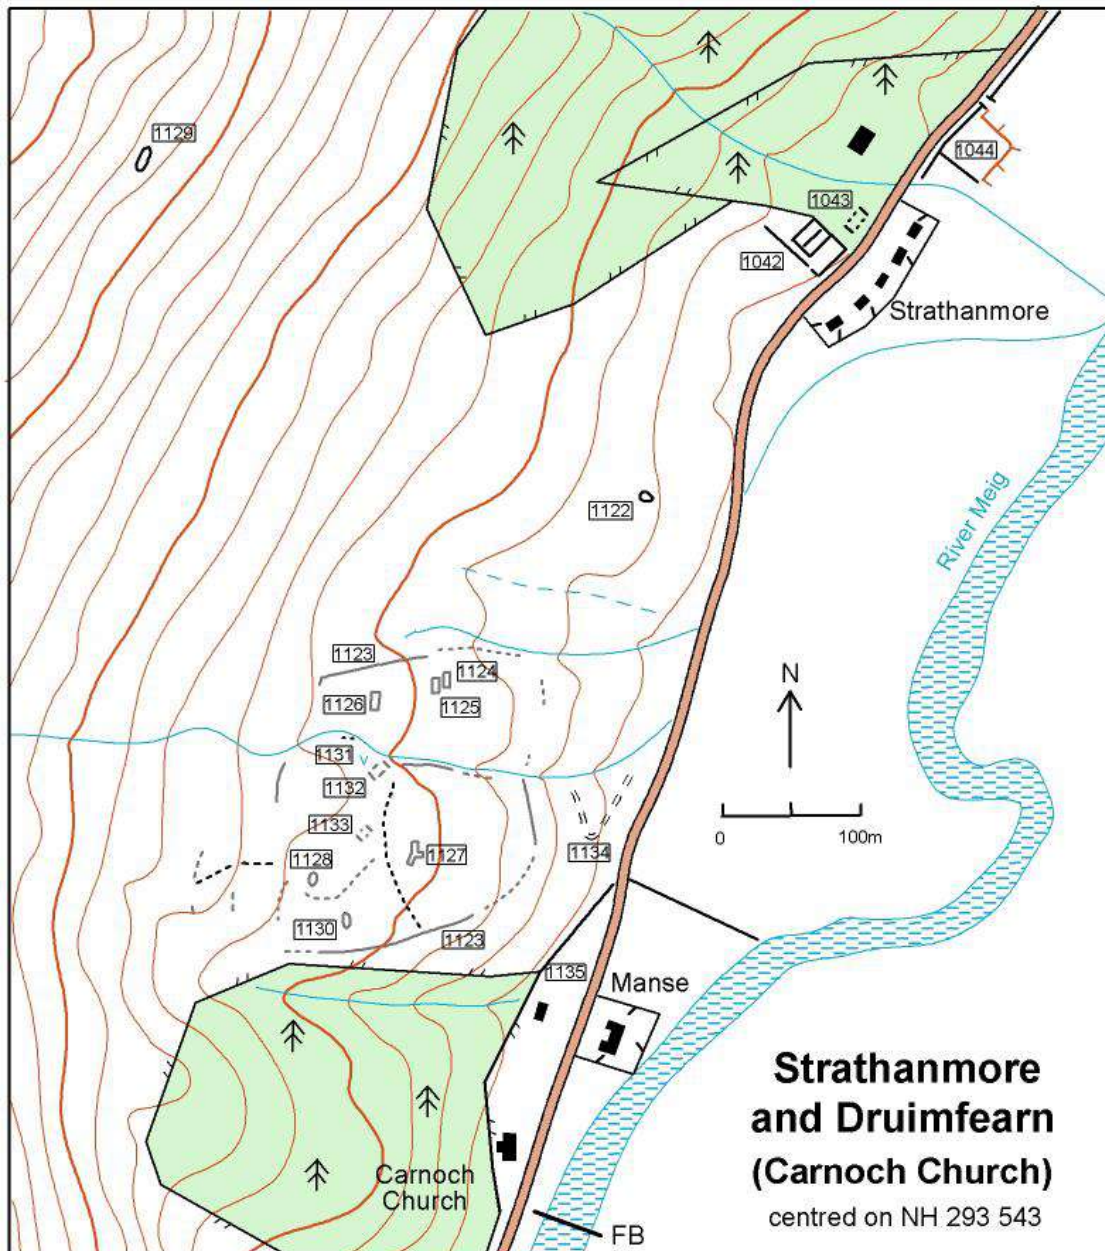 1129
1044
1043
1042
Strathanmore
1122
River Meig
1123
1124
N
1126
1125
1131
1132
0
100m
1133
1128
1127
1134
1130
1123
1135
Manse
Strathanmore
and Druimfearn
(Carnoch Church)
centred on NH 293 543
Carnoch
Church
FB